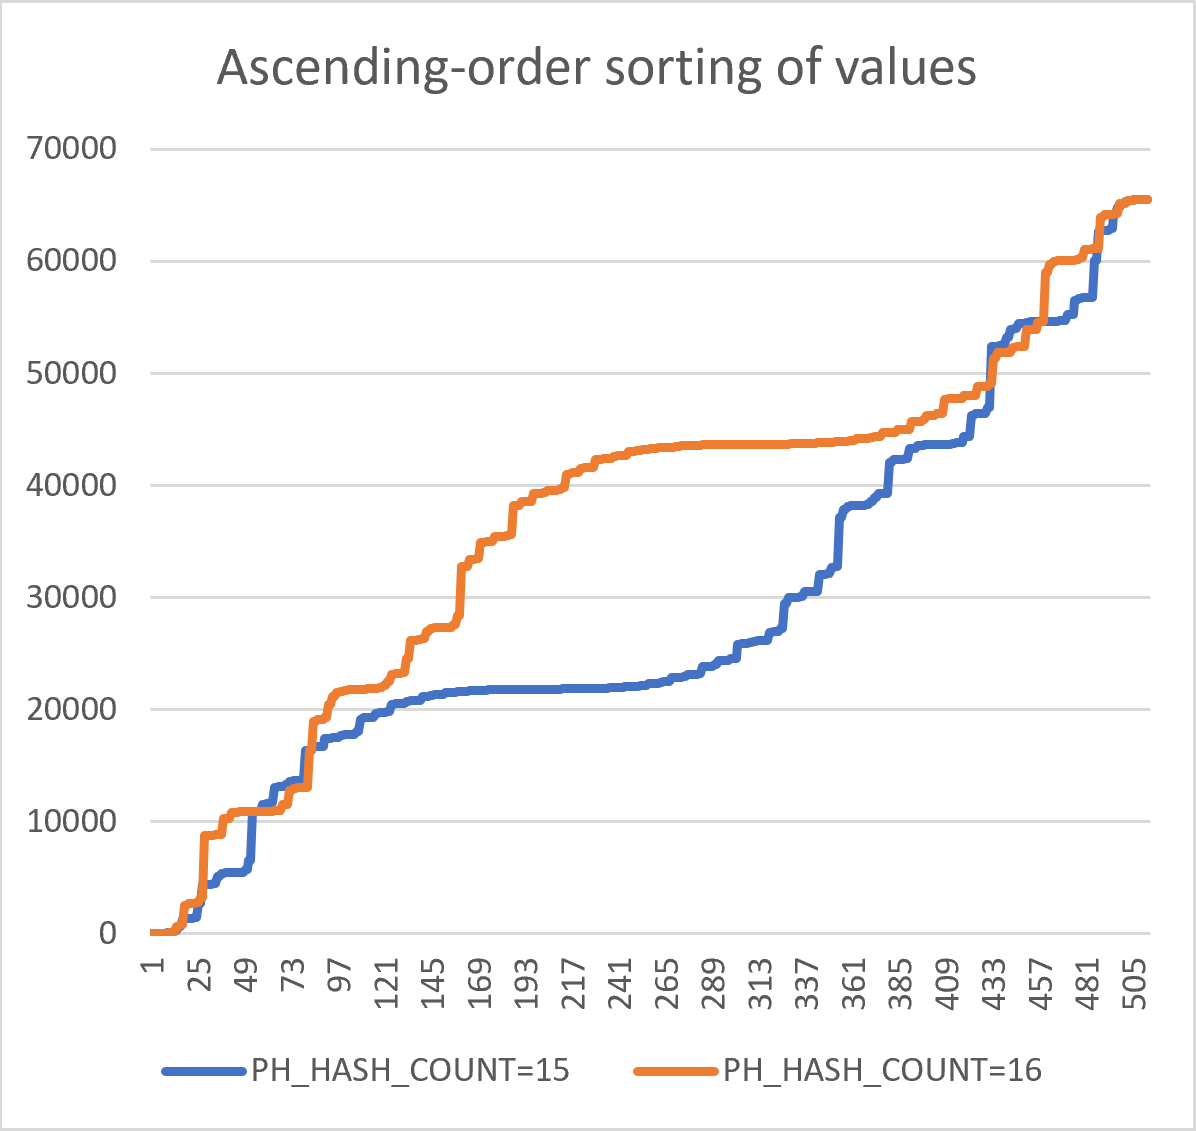 Ascending-order sorting of values
70000
60000
50000
40000
30000
20000
10000
0
1 25 49 73 97 121 145 169 193 217 241 265 289 313 337 361 385 409 433 457 481 505
PH_HASH_COUNT=15 PH_HASH_COUNT=16